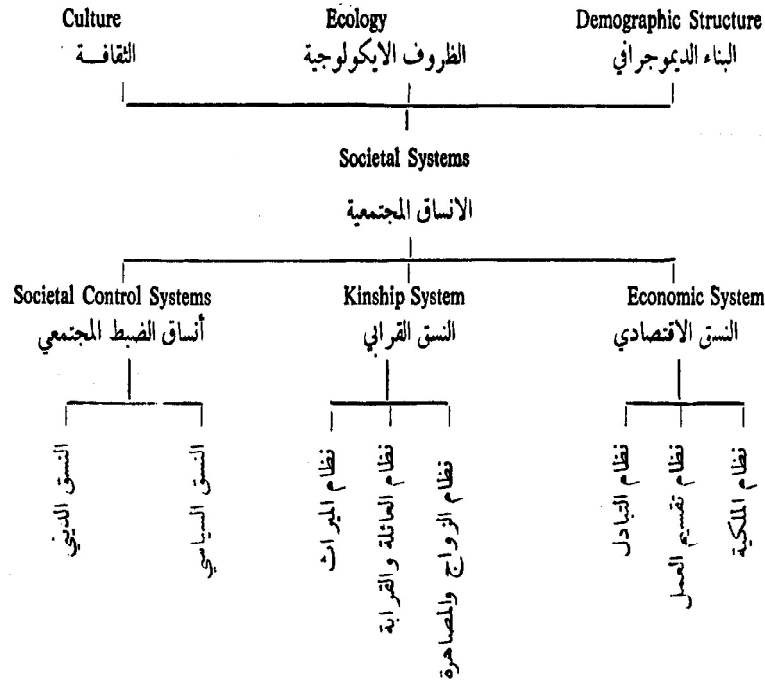 Culture Ecology Demographic Structure
الثقافـــة الظروف الايكولوجية البناء الديموجرافي
Societal Systems
الانساق المجتمعية
Societal Control Systems Kinship System Economic System
أنساق الضبط المجتمعي النسق القرابي النسق الاقتصادي
نظام الملكية
نظام تقسيم العمل
نظام التبادل
نظام الزواج والمصاهرة
نظام العائلة والقرابة
نظام الميراث
النسق السياسي
النسق الديني